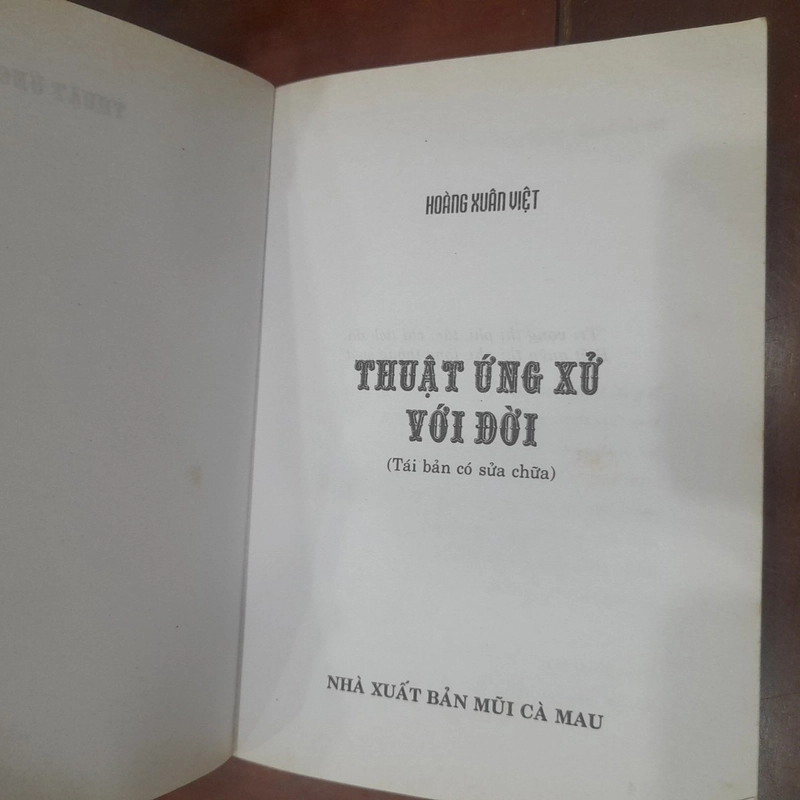 HOÀNG XUÂN VIỆT
THUẬT ỨNG XỬ
VỚI ĐỜI
(Tái bản có sửa chữa)
NHÀ XUẤT BẢN MŨI CÀ MAU